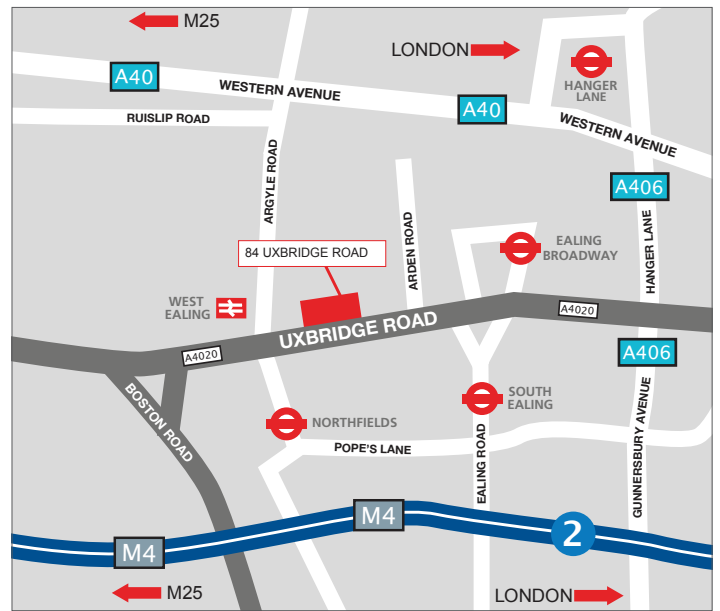 M25
LONDON
HANGER
LANE
A40
WESTERN AVENUE
A40
WESTERN AVENUE
RUISLIP ROAD
A406
ARGYLE ROAD
ARDEN ROAD
HANGER LANE
84 UXBRIDGE ROAD
EALING
BROADWAY
WEST
EALING
UXBRIDGE ROAD
A4020
A4020
A406
BOSTON ROAD
SOUTH
EALING
NORTHFIELDS
POPE'S LANE
EALING ROAD
GUNNERSBURY AVENUE
M4
M4
2
M25
LONDON